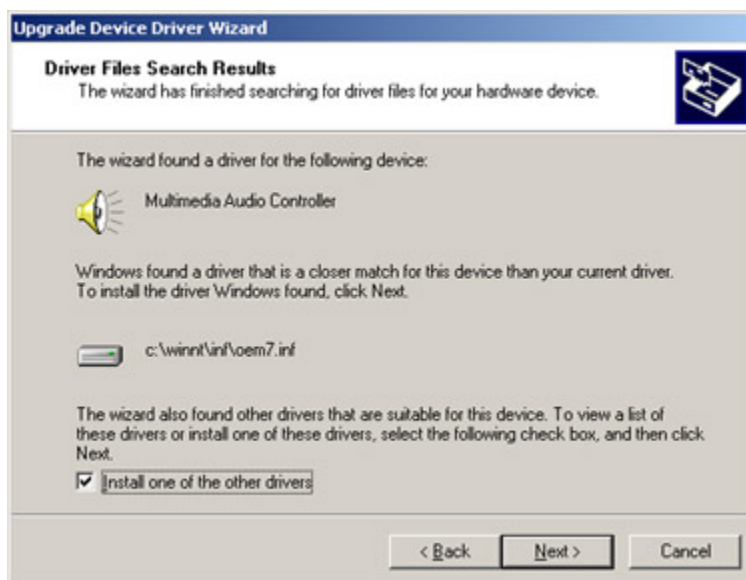 Upgrade Device Driver Wizard
Driver Files Search Results
The wizard has finished searching for driver files for your hardware device.
The wizard found a driver for the following device:
Multimedia Audio Controller
Windows found a driver that is a closer match for this device than your current driver.
To install the driver Windows found, click Next.
c:\winnt\inf\oem7.inf
The wizard also found other drivers that are suitable for this device. To view a list of
these drivers or install one of these drivers, select the following check box, and then click
Next.
Install one of the other drivers
< Back Next > Cancel